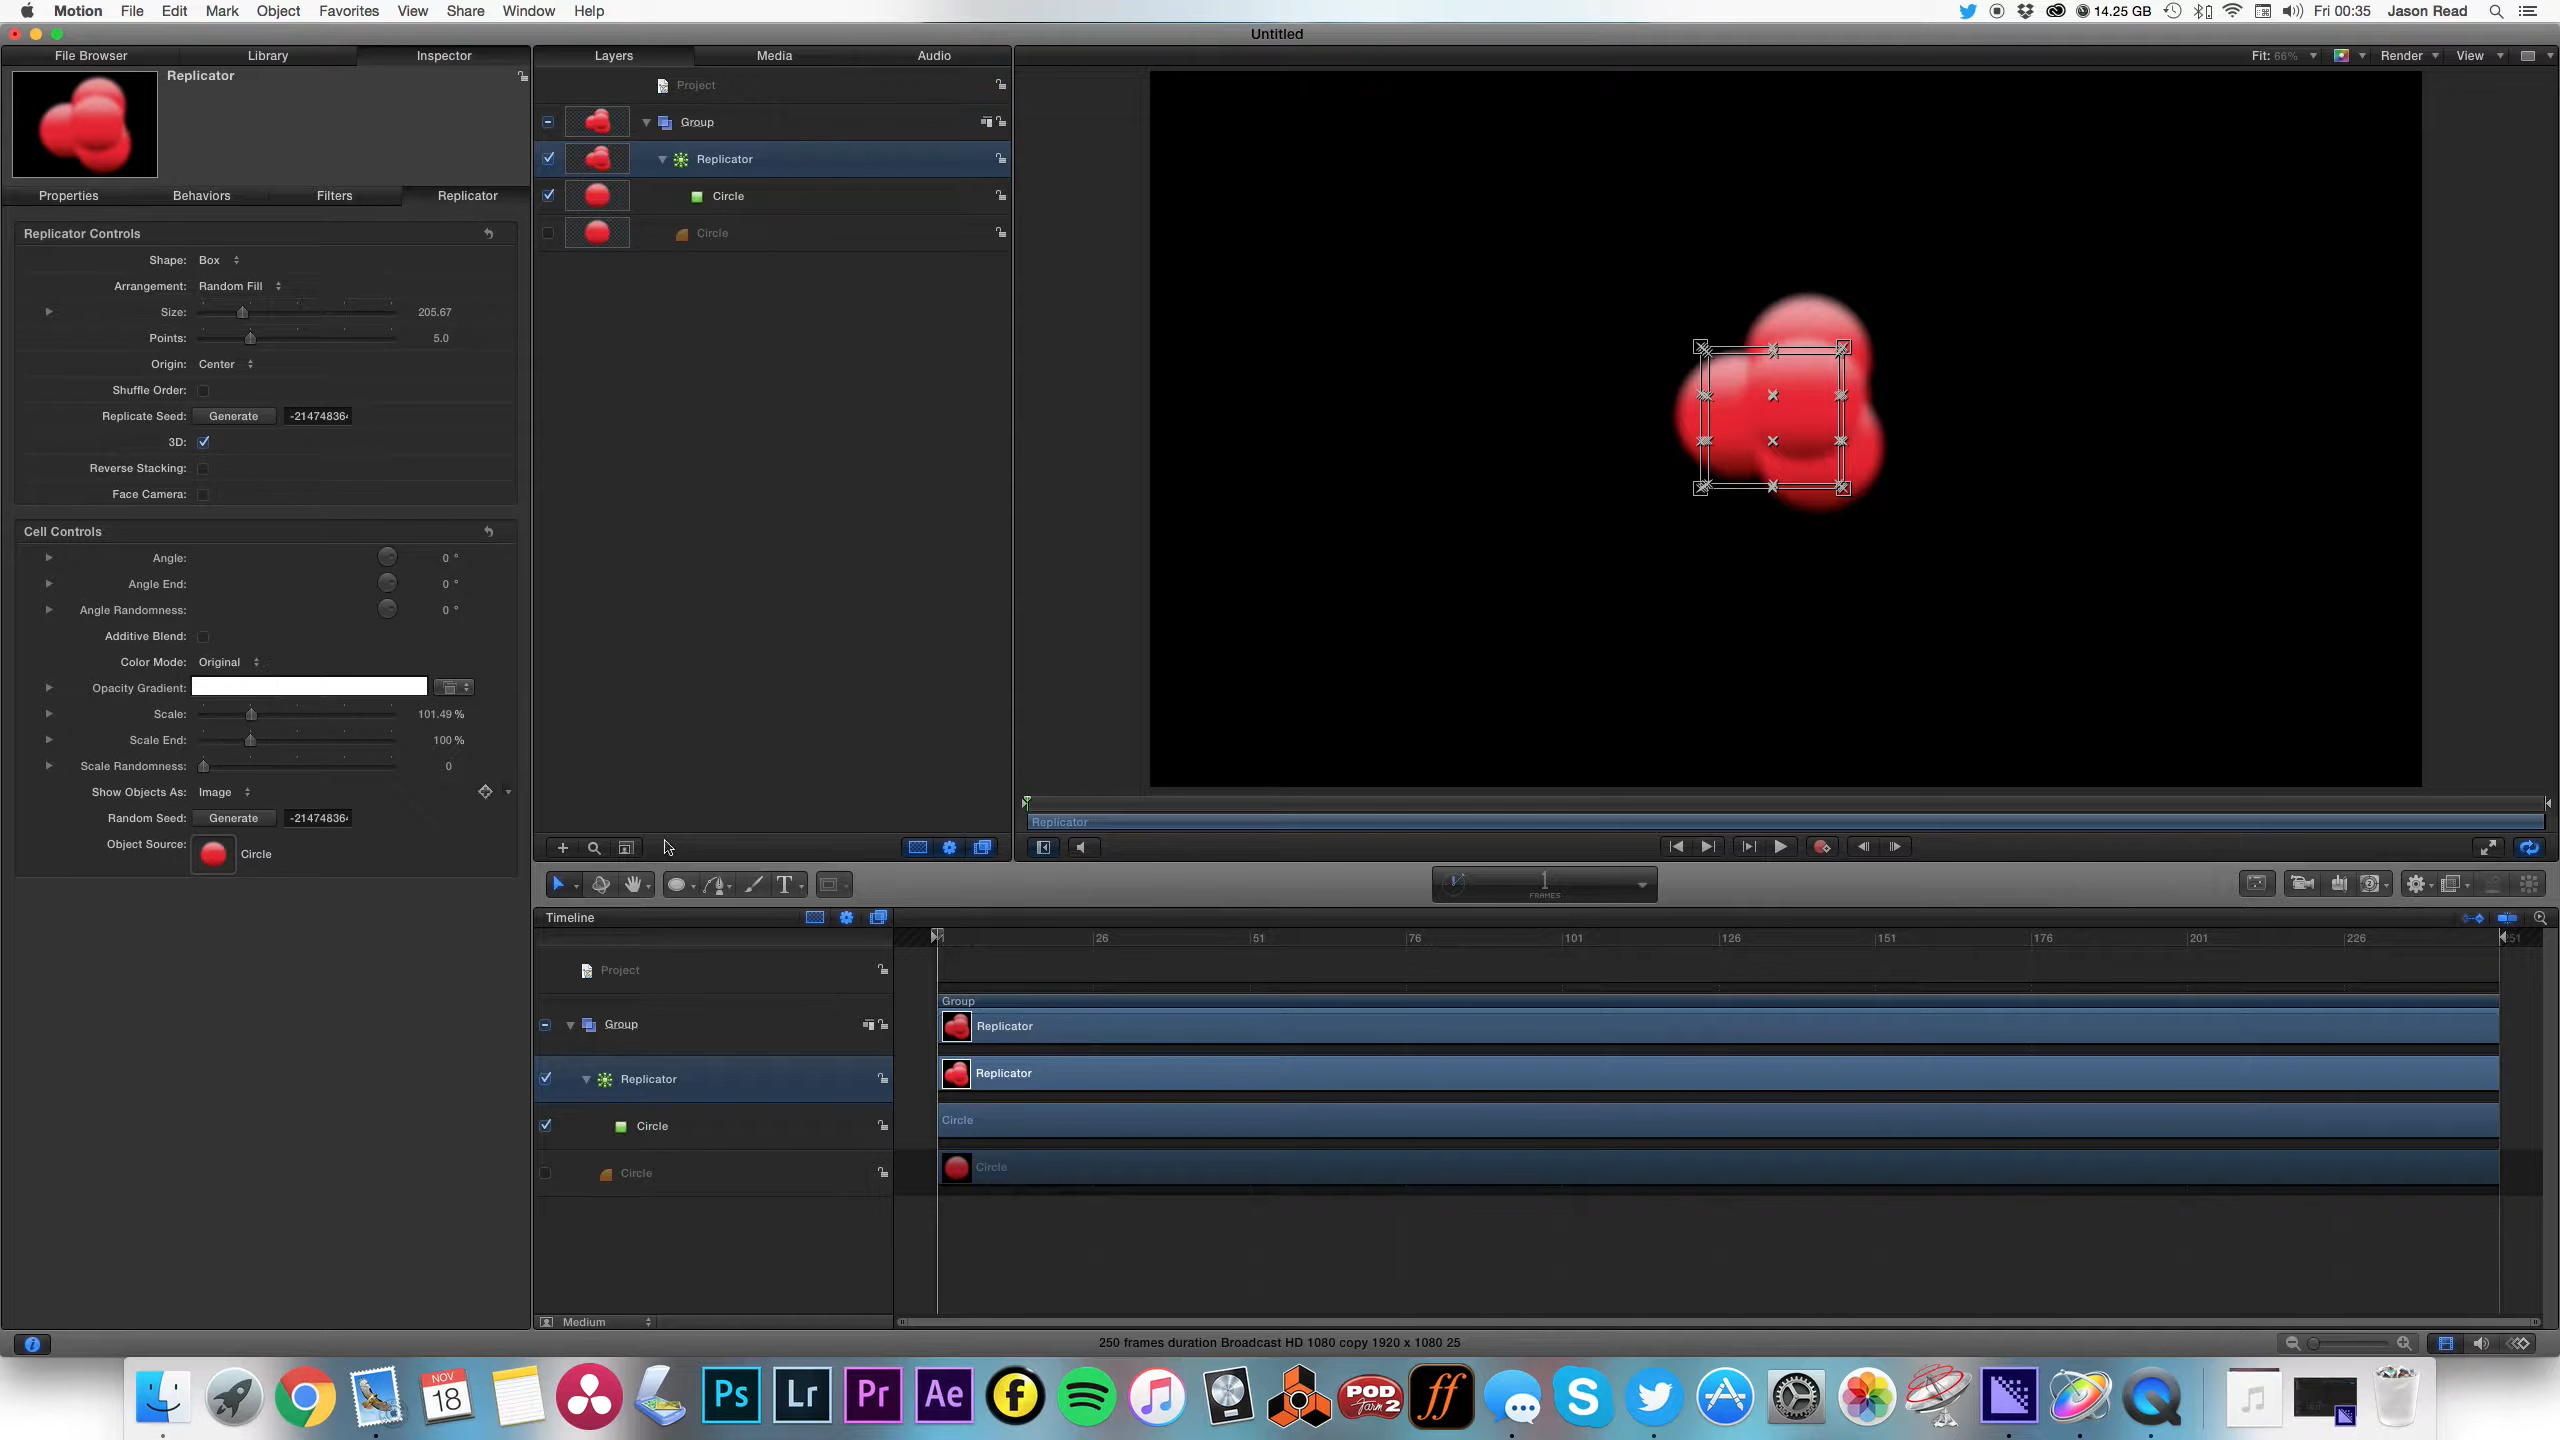 Motion File Edit Mark Object Favorites View Share Window Help 14.25 GB Fri 00:35 Jason Read
Untitled
File Browser Library Inspector Layers Media Audio Fit: 66% Render View
Replicator
Project
Group
Replicator
Circle
Circle
Properties Behaviors Filters Replicator
Replicator Controls
Shape: Box
Arrangement: Random Fill
Size: 205.67
Points: 5.0
Origin: Center
Shuffle Order:
Replicate Seed: Generate -21474836
3D:
Reverse Stacking:
Face Camera:
Cell Controls
Angle: 0 °
Angle End: 0 °
Angle Randomness: 0 °
Additive Blend:
Color Mode: Original
Opacity Gradient:
Scale: 101.49 %
Scale End: 100 %
Scale Randomness: 0
Show Objects As: Image
Random Seed: Generate -21474836
Object Source: Circle
Replicator
T
1
FRAMES
Timeline
26 51 76 101 126 151 176 201 226 251
Project
Group
Replicator
Circle
Circle
Group
Replicator
Replicator
Circle
Circle
Medium
250 frames duration Broadcast HD 1080 copy 1920 x 1080 25
NOV
18
Ps Lr Pr Ae f POD Farm 2 ff S